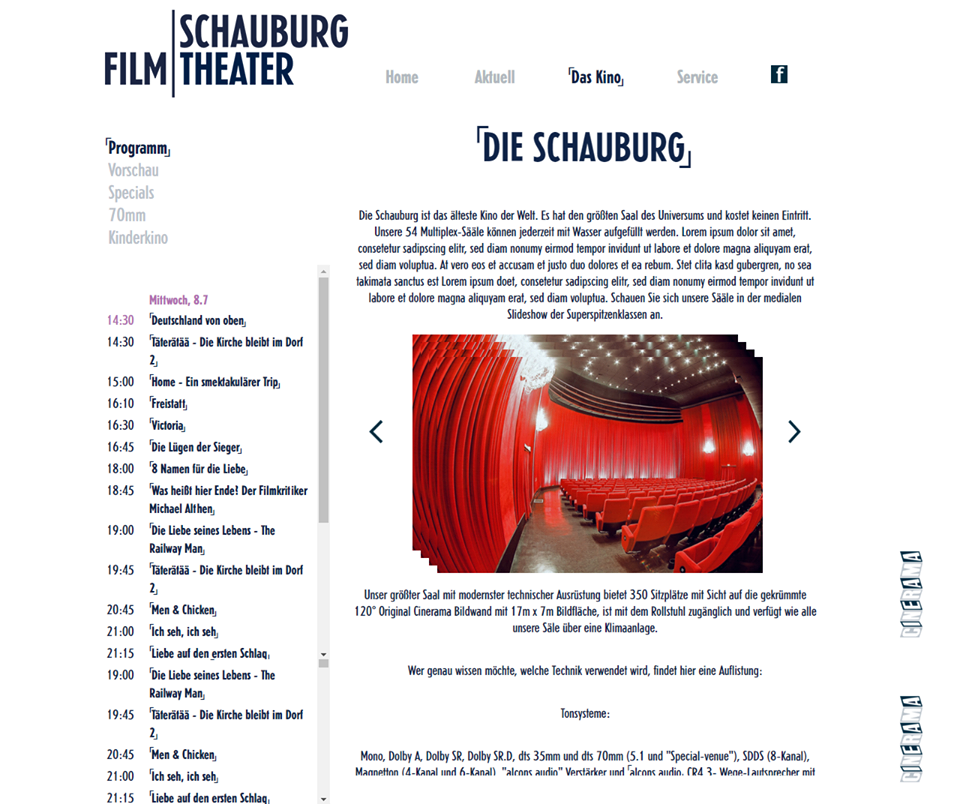 SCHAUBURG
FILM THEATER
Home Aktuell 「Das Kino」 Service f
「Programm」
Vorschau
Specials
70mm
Kinderkino
「DIE SCHAUBURG」
Die Schauburg ist das älteste Kino der Welt. Es hat den größten Saal des Universums und kostet keinen Eintritt.
Unsere 54 Multiplex-Sääle können jederzeit mit Wasser aufgefüllt werden. Lorem ipsum dolor sit amet,
consetetur sadipscing elitr, sed diam nonumy eirmod tempor invidunt ut labore et dolore magna aliquyam erat,
sed diam voluptua. At vero eos et accusam et justo duo dolores et ea rebum. Stet clita kasd gubergren, no sea
takimata sanctus est Lorem ipsum doet, consetetur sadipscing elitr, sed diam nonumy eirmod tempor invidunt ut
labore et dolore magna aliquyam erat, sed diam voluptua. Schauen Sie sich unsere Sääle in der medialen
Slideshow der Superspitzenklassen an.
Mittwoch, 8.7
14:30 「Deutschland von oben」
14:30 「Täterätää - Die Kirche bleibt im Dorf
2」
15:00 「Home - Ein smektakulärer Trip」
16:10 「Freistatt」
16:30 「Victoria」
16:45 「Die Lügen der Sieger」
18:00 「8 Namen für die Liebe」
18:45 「Was heißt hier Ende! Der Filmkritiker
Michael Althen」
19:00 「Die Liebe seines Lebens - The
Railway Man」
19:45 「Täterätää - Die Kirche bleibt im Dorf
2」
20:45 「Men & Chicken」
21:00 「Ich seh, ich seh」
21:15 「Liebe auf den ersten Schlag」
19:00 「Die Liebe seines Lebens - The
Railway Man」
19:45 「Täterätää - Die Kirche bleibt im Dorf
2」
20:45 「Men & Chicken」
21:00 「Ich seh, ich seh」
21:15 「Liebe auf den ersten Schlag」
Unser größter Saal mit modernster technischer Ausrüstung bietet 350 Sitzplätze mit Sicht auf die gekrümmte
120° Original Cinerama Bildwand mit 17m x 7m Bildfläche, ist mit dem Rollstuhl zugänglich und verfügt wie alle
unsere Säle über eine Klimaanlage.
Wer genau wissen möchte, welche Technik verwendet wird, findet hier eine Auflistung:
Tonsysteme:
Mono, Dolby A, Dolby SR, Dolby SR.D, dts 35mm und dts 70mm (5.1 und "Special-venue"), SDDS (8-Kanal),
Magnetton (4-Kanal und 6-Kanal), "alcons audio" Verstärker und 「alcons audio, CR4 3- Wege-Lautsprecher mit
CINERAMA
CINERAMA